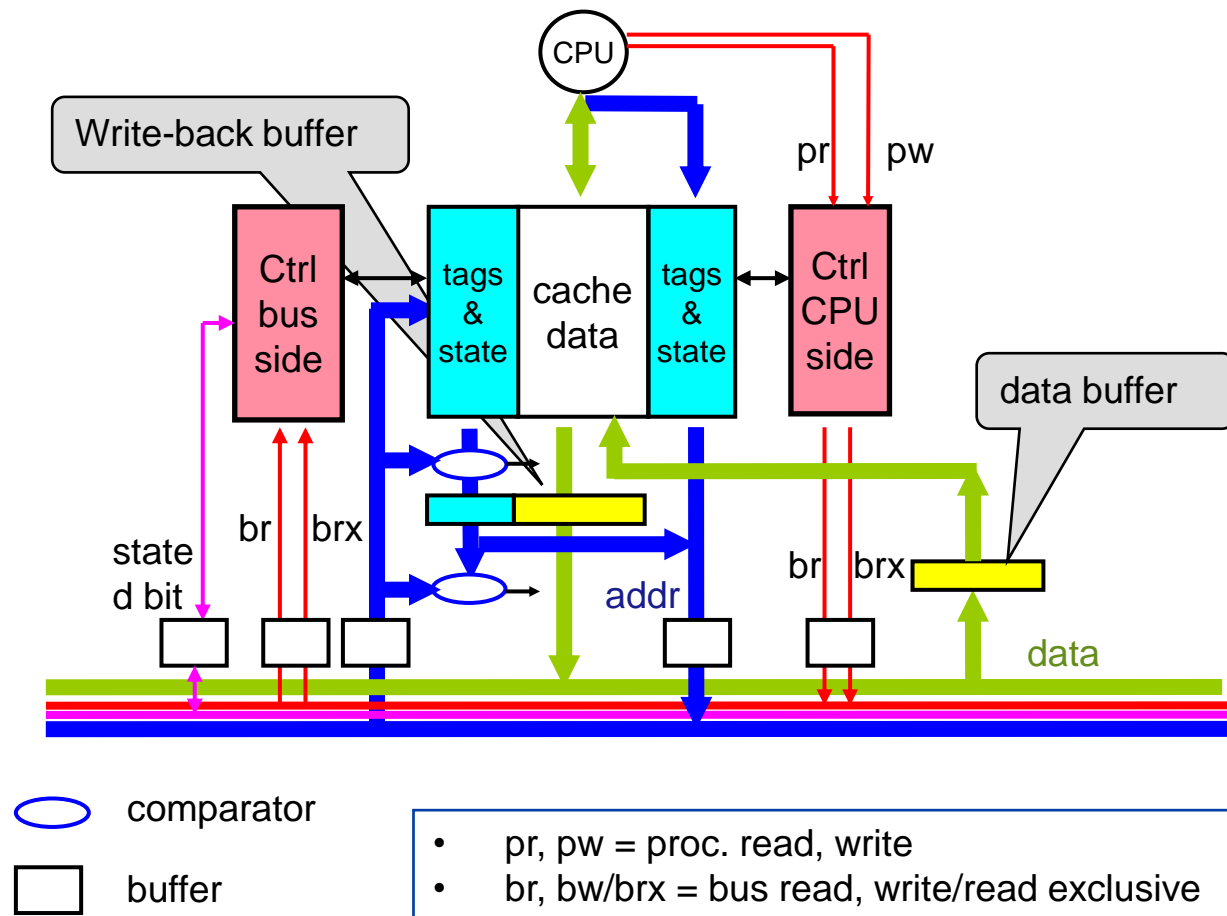 CPU
Write-back buffer
pr
pw
Ctrl
bus
side
tags
&
state
cache
data
tags
&
state
Ctrl
CPU
side
data buffer
br
brx
state
d bit
addr
br
brx
data
comparator
buffer
• pr, pw = proc. read, write
• br, bw/brx = bus read, write/read exclusive